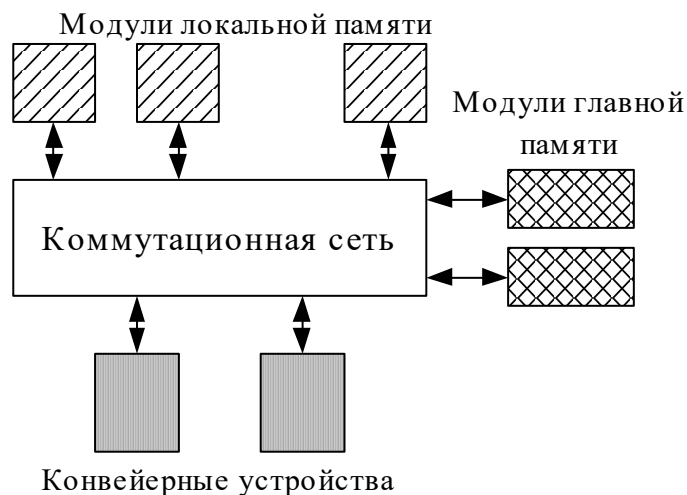 Модули локальной памяти
Модули главной
памяти
Коммутационная сеть
Конвейерные устройства